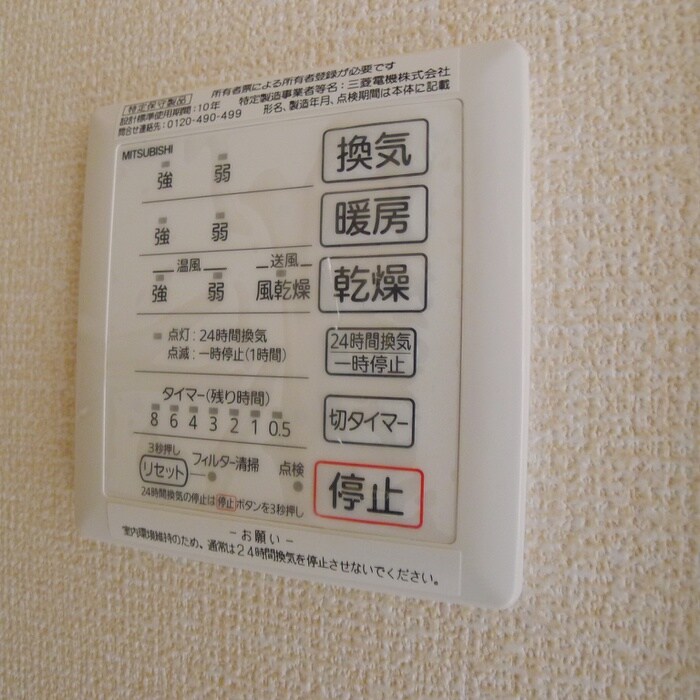 特定保守製品 所有者票による所有者登録が必要です
設計標準使用期間：10年 特定製造事業者等名：三菱電機株式会社
問合せ連絡先：0120-490-499 形名、製造年月、点検期間は本体に記載
MITSUBISHI
強 弱 換気
強 弱 暖房
温風 送風
強 弱 風乾燥 乾燥
点灯：24時間換気
点滅：一時停止(1時間)
24時間換気
一時停止
タイマー(残り時間)
8 6 4 3 2 1 0.5
切タイマー
3秒押し
リセット フィルター清掃 点検
停止
24時間換気の停止は停止ボタンを3秒押し
－お願い－
室内環境維持のため、通常は24時間換気を停止させないでください。